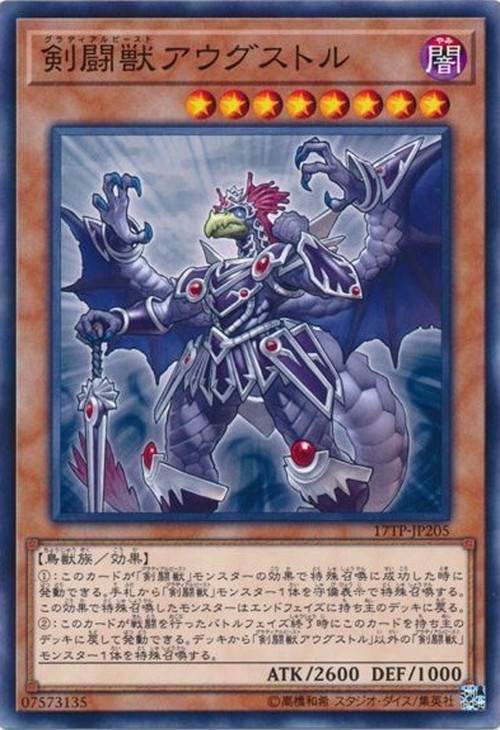 グラディアルビースト
剣闘獣アウグストル
やみ
闇
17TP-JP205
【鳥獣族／効果】
①：このカードが「剣闘獣」モンスターの効果で特殊召喚に成功した時に
発動できる。手札から「剣闘獣」モンスター１体を守備表示で特殊召喚する。
この効果で特殊召喚したモンスターはエンドフェイズに持ち主のデッキに戻る。
②：このカードが戦闘を行ったバトルフェイズ終了時にこのカードを持ち主の
デッキに戻して発動できる。デッキから「剣闘獣アウグストル」以外の「剣闘獣」
モンスター１体を特殊召喚する。
ATK/2600 DEF/1000
07573135
©高橋和希 スタジオ・ダイス/集英社